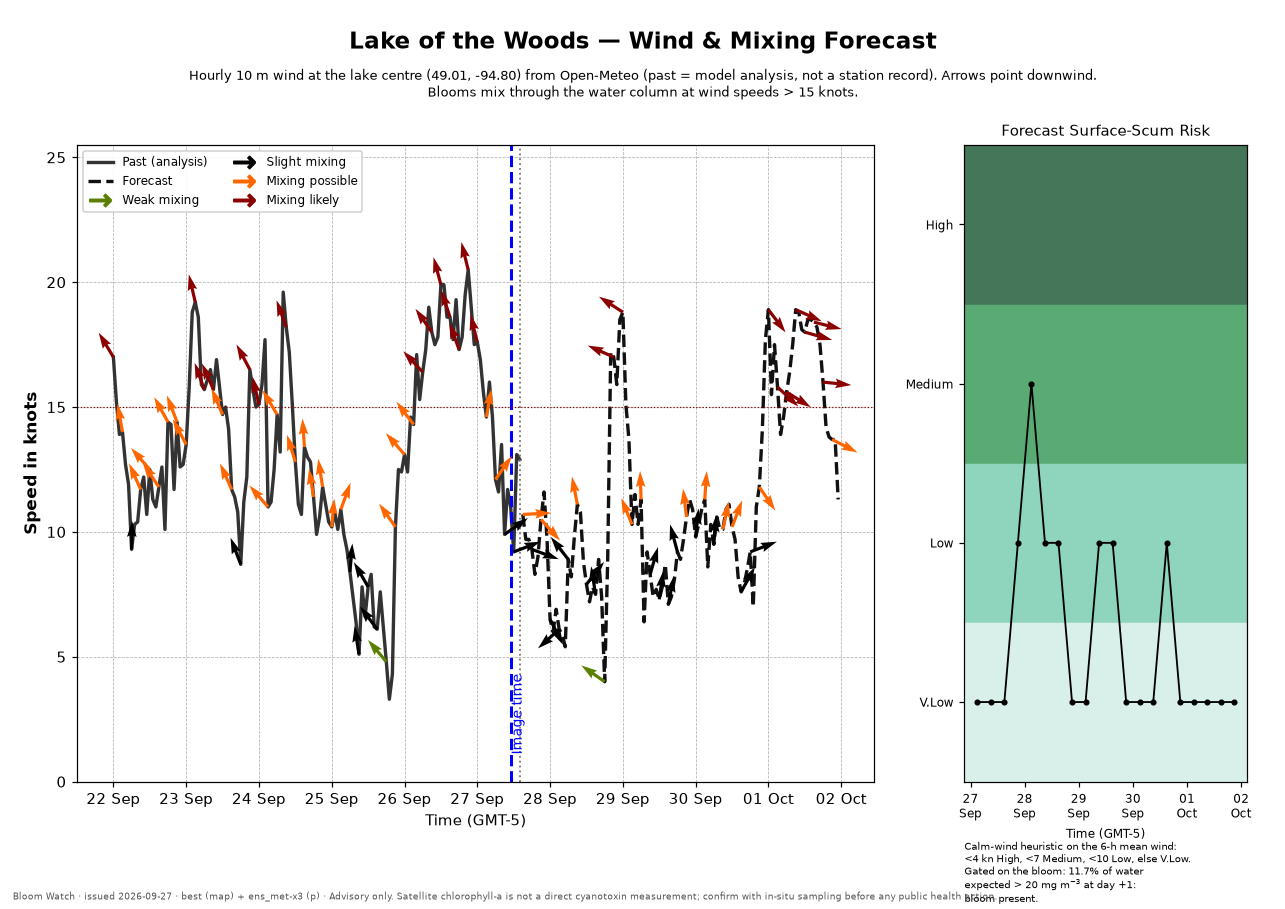 Lake of the Woods — Wind & Mixing Forecast
Hourly 10 m wind at the lake centre (49.01, -94.80) from Open-Meteo (past = model analysis, not a station record). Arrows point downwind.
Blooms mix through the water column at wind speeds > 15 knots.
Past (analysis)
Forecast
Weak mixing
Slight mixing
Mixing possible
Mixing likely
Speed in knots
25
20
15
10
5
0
Image time
22 Sep 23 Sep 24 Sep 25 Sep 26 Sep 27 Sep 28 Sep 29 Sep 30 Sep 01 Oct 02 Oct
Time (GMT-5)
Forecast Surface-Scum Risk
High
Medium
Low
V.Low
27 28 29 30 01 02
Sep Sep Sep Sep Oct Oct
Time (GMT-5)
Calm-wind heuristic on the 6-h mean wind:
<4 kn High, <7 Medium, <10 Low, else V.Low.
Gated on the bloom: 11.7% of water
expected > 20 mg m⁻³ at day +1:
bloom present.
Bloom Watch · issued 2026-09-27 · best (map) + ens_met-x3 (p) · Advisory only. Satellite chlorophyll-a is not a direct cyanotoxin measurement; confirm with in-situ sampling before any public health action.